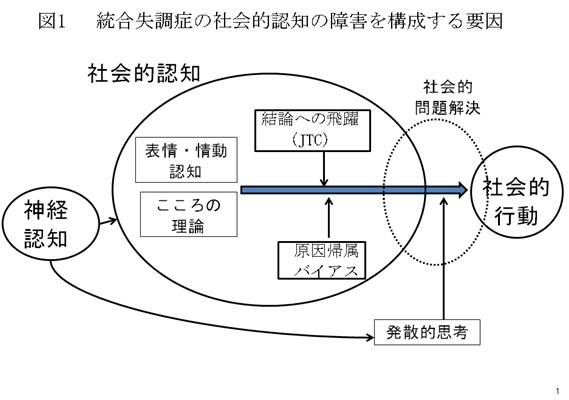 図1　統合失調症の社会的認知の障害を構成する要因
社会的認知
社会的
問題解決
結論への飛躍
（JTC）
表情・情動
認知
こころの
理論
神経
認知
社会的
行動
原因帰属
バイアス
発散的思考
1